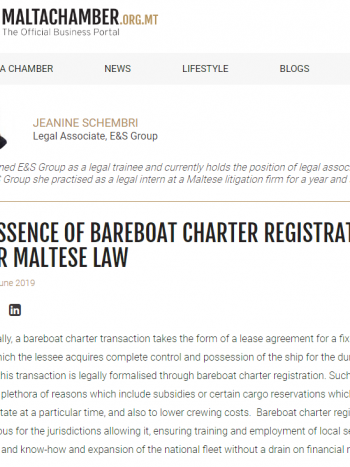 MALTACHAMBER.ORG.MT
The Official Business Portal
A CHAMBER NEWS LIFESTYLE BLOGS
JEANINE SCHEMBRI
Legal Associate, E&S Group
ned E&S Group as a legal trainee and currently holds the position of legal assoc
Group she practised as a legal intern at a Maltese litigation firm for a year and
SSENCE OF BAREBOAT CHARTER REGISTRAT
R MALTESE LAW
une 2019
in
ally, a bareboat charter transaction takes the form of a lease agreement for a fix
hich the lessee acquires complete control and possession of the ship for the du
his transaction is legally formalised through bareboat charter registration. Such
plethora of reasons which include subsidies or certain cargo reservations whic
tate at a particular time, and also to lower crewing costs. Bareboat charter regi
ous for the jurisdictions allowing it, ensuring training and employment of local se
and know-how and expansion of the national fleet without a drain on financial r